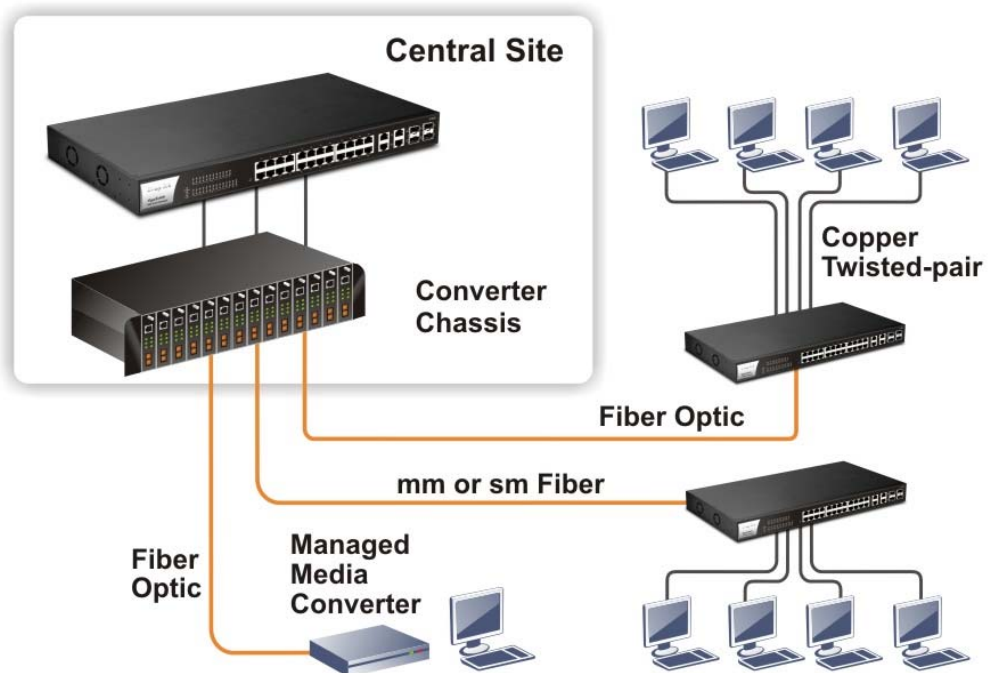 Central Site
Converter
Chassis
Copper
Twisted-pair
Fiber Optic
mm or sm Fiber
Fiber
Optic
Managed
Media
Converter